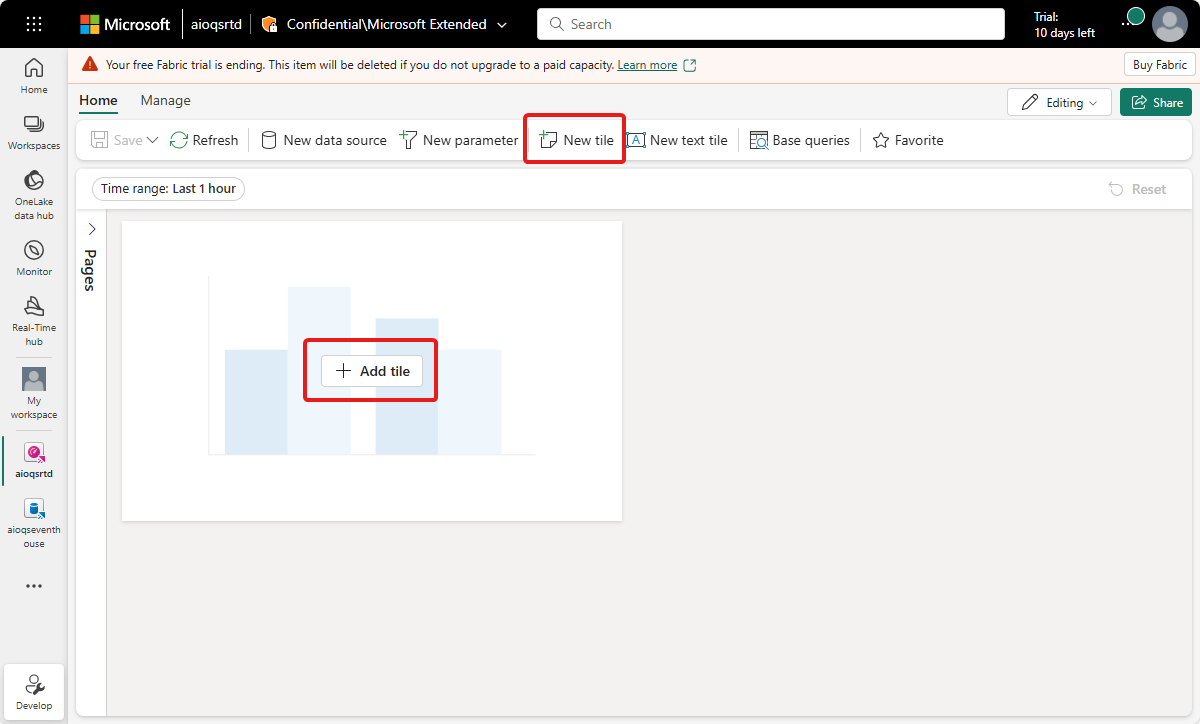 Microsoft
aioqsrtd
Confidential\Microsoft Extended
Search
Trial:
10 days left
Your free Fabric trial is ending. This item will be deleted if you do not upgrade to a paid capacity. Learn more
Buy Fabric
Home
Workspaces
OneLake
data hub
Monitor
Real-Time
hub
My
workspace
aioqsrtd
aioqseventh
ouse
Develop
Home
Manage
Editing
Share
Save
Refresh
New data source
New parameter
New tile
A
New text tile
Base queries
Favorite
Time range: Last 1 hour
Reset
Pages
Add tile